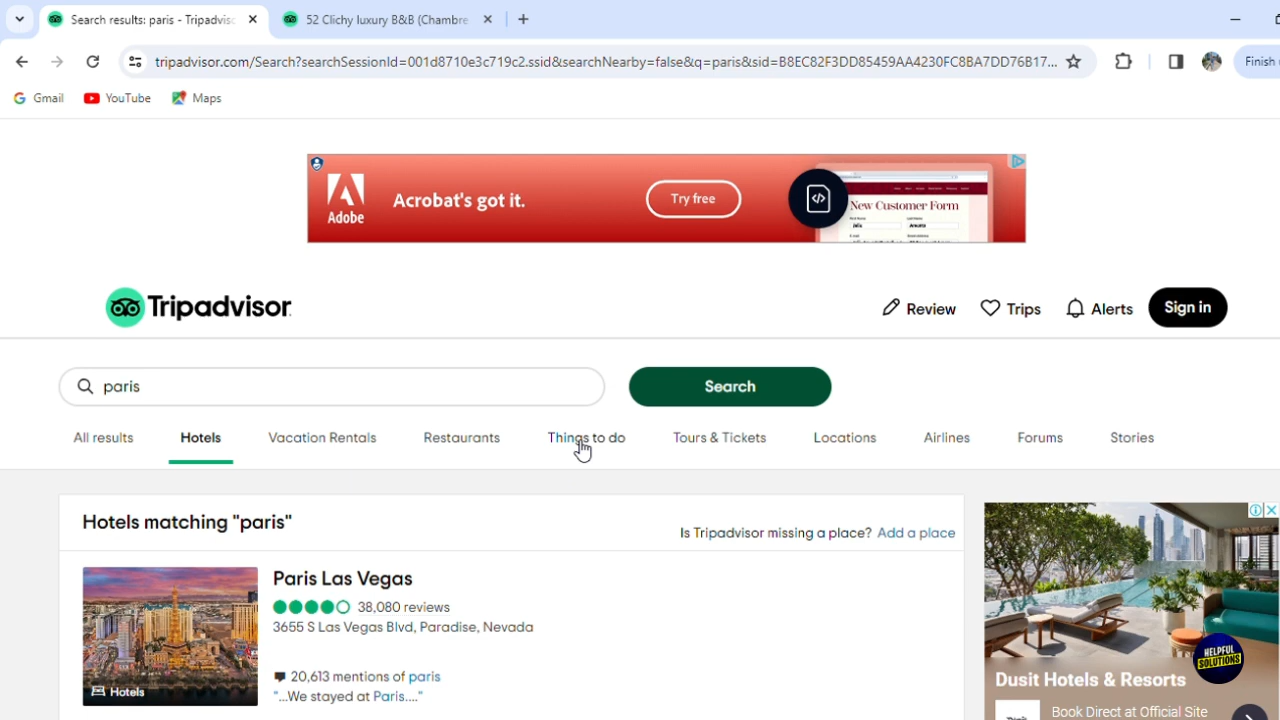 Search results: paris - Tripadvis
52 Clichy luxury B&B (Chambre
tripadvisor.com/Search?searchSessionId=001d8710e3c719c2.ssid&searchNearby=false&q=paris&sid=B8EC82F3DD85459AA4230FC8BA7DD76B17...
Finish
Gmail
YouTube
Maps
Adobe
Acrobat's got it.
Try free
New Customer Form
Tripadvisor
Review
Trips
Alerts
Sign in
paris
Search
All results
Hotels
Vacation Rentals
Restaurants
Things to do
Tours & Tickets
Locations
Airlines
Forums
Stories
Hotels matching "paris"
Is Tripadvisor missing a place? Add a place
Paris Las Vegas
38,080 reviews
3655 S Las Vegas Blvd, Paradise, Nevada
20,613 mentions of paris
"...We stayed at Paris...."
Hotels
HELPFUL
SOLUTIONS
Dusit Hotels & Resorts
Book Direct at Official Site